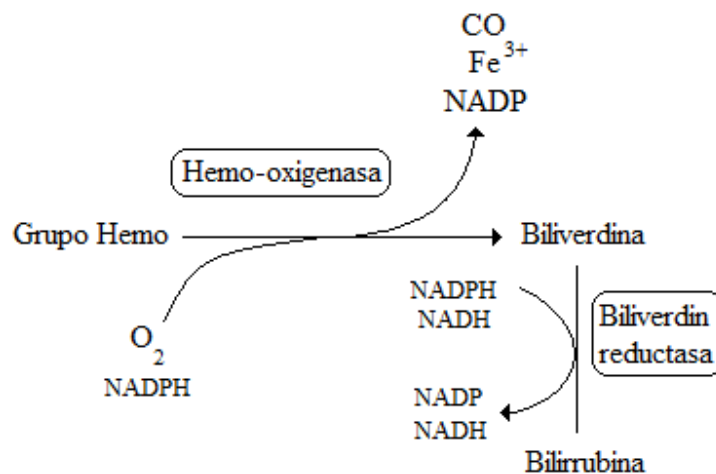 CO
Fe³⁺
NADP
Hemo-oxigenasa
Grupo Hemo
Biliverdina
O₂
NADPH
NADPH
NADH
Biliverdin
reductasa
NADP
NADH
Bilirrubina